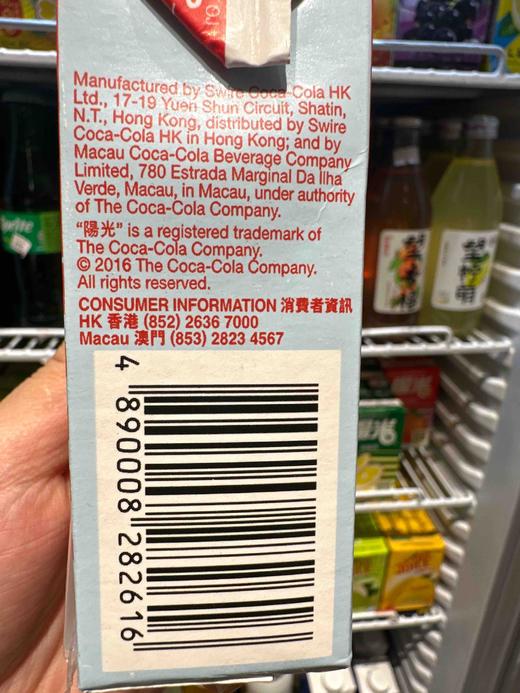 Manufactured by Swire Coca-Cola HK
Ltd., 17-19 Yuen Shun Circuit, Shatin,
N.T., Hong Kong, distributed by Swire
Coca-Cola HK in Hong Kong; and by
Macau Coca-Cola Beverage Company
Limited, 780 Estrada Marginal Da Ilha
Verde, Macau, in Macau, under authority
of The Coca-Cola Company.
“陽光” is a registered trademark of
The Coca-Cola Company.
© 2016 The Coca-Cola Company.
All rights reserved.
CONSUMER INFORMATION 消費者資訊
HK 香港 (852) 2636 7000
Macau 澳門 (853) 2823 4567
4 890008 282616
Sprite